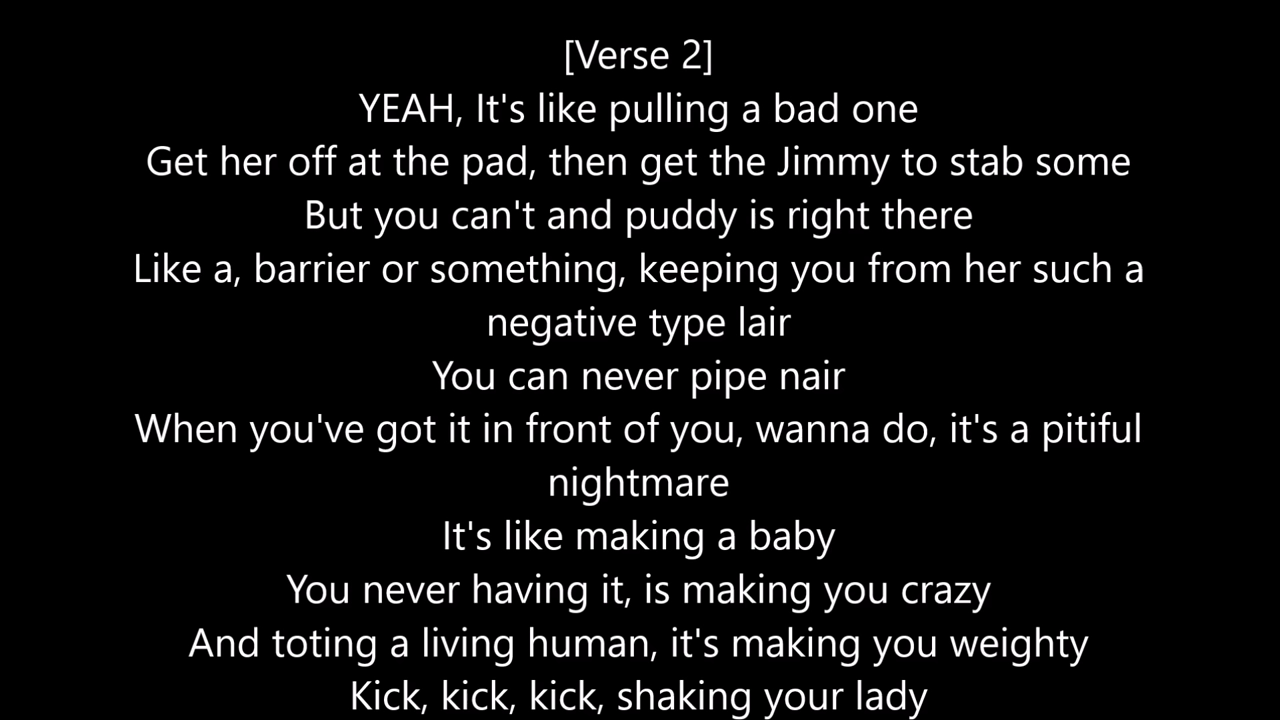 [Verse 2]
YEAH, It's like pulling a bad one
Get her off at the pad, then get the Jimmy to stab some
But you can't and puddy is right there
Like a, barrier or something, keeping you from her such a
negative type lair
You can never pipe nair
When you've got it in front of you, wanna do, it's a pitiful
nightmare
It's like making a baby
You never having it, is making you crazy
And toting a living human, it's making you weighty
Kick, kick, kick, shaking your lady